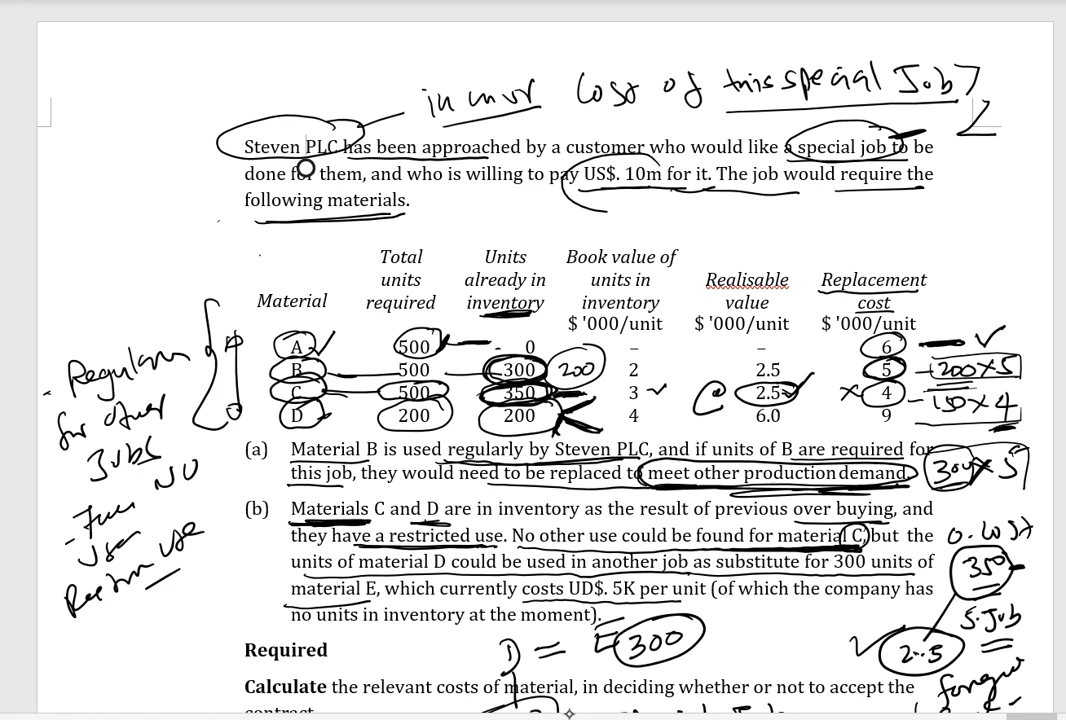 incur Cost of this special Job?
Steven PLC has been approached by a customer who would like a special job to be
done for them, and who is willing to pay US$. 10m for it. The job would require the
following materials.
Total Units Book value of
units already in units in Realisable Replacement
Material required inventory inventory value cost
$ '000/unit $ '000/unit $ '000/unit
A 500 - 0 – – 6
B 500 300 200 2 2.5 5 200×5
C 500 350 3 2.5 4 150×4
D 200 200 4 6.0 9
(a) Material B is used regularly by Steven PLC, and if units of B are required for
this job, they would need to be replaced to meet other production demand. 300×5
(b) Materials C and D are in inventory as the result of previous over buying, and
they have a restricted use. No other use could be found for material C, but the O. Cost
units of material D could be used in another job as substitute for 300 units of 350
material E, which currently costs UD$. 5K per unit (of which the company has
no units in inventory at the moment). S. Job
D = E 300 2.5
Required
Calculate the relevant costs of material, in deciding whether or not to accept the
contract.
- Regular
for other
Jobs
NO
use